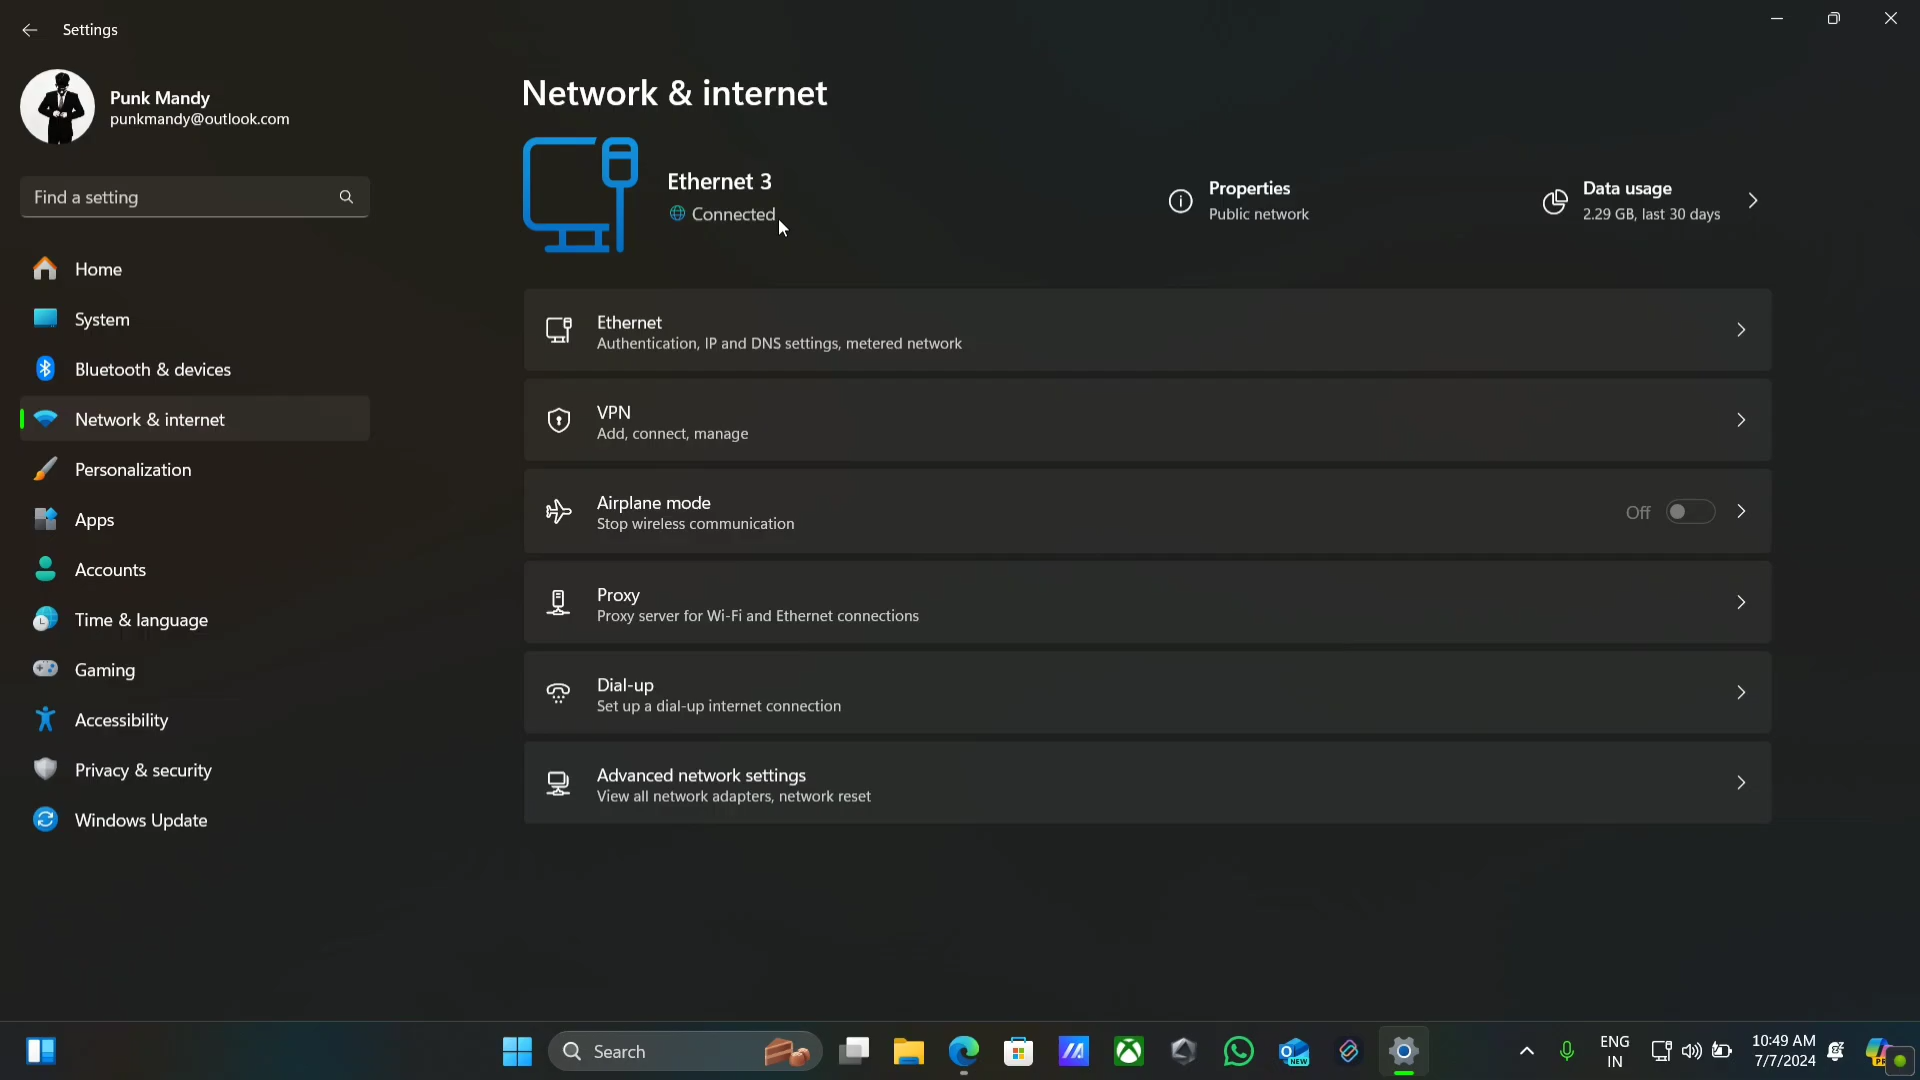 Settings
Punk Mandy
punkmandy@outlook.com
Find a setting
Home
System
Bluetooth & devices
Network & internet
Personalization
Apps
Accounts
Time & language
Gaming
Accessibility
Privacy & security
Windows Update
Network & internet
Ethernet 3
Connected
Properties
Public network
Data usage
2.29 GB, last 30 days
Ethernet
Authentication, IP and DNS settings, metered network
VPN
Add, connect, manage
Airplane mode
Stop wireless communication
Off
Proxy
Proxy server for Wi-Fi and Ethernet connections
Dial-up
Set up a dial-up internet connection
Advanced network settings
View all network adapters, network reset
Search
NEW
ENG
IN
10:49 AM
7/7/2024